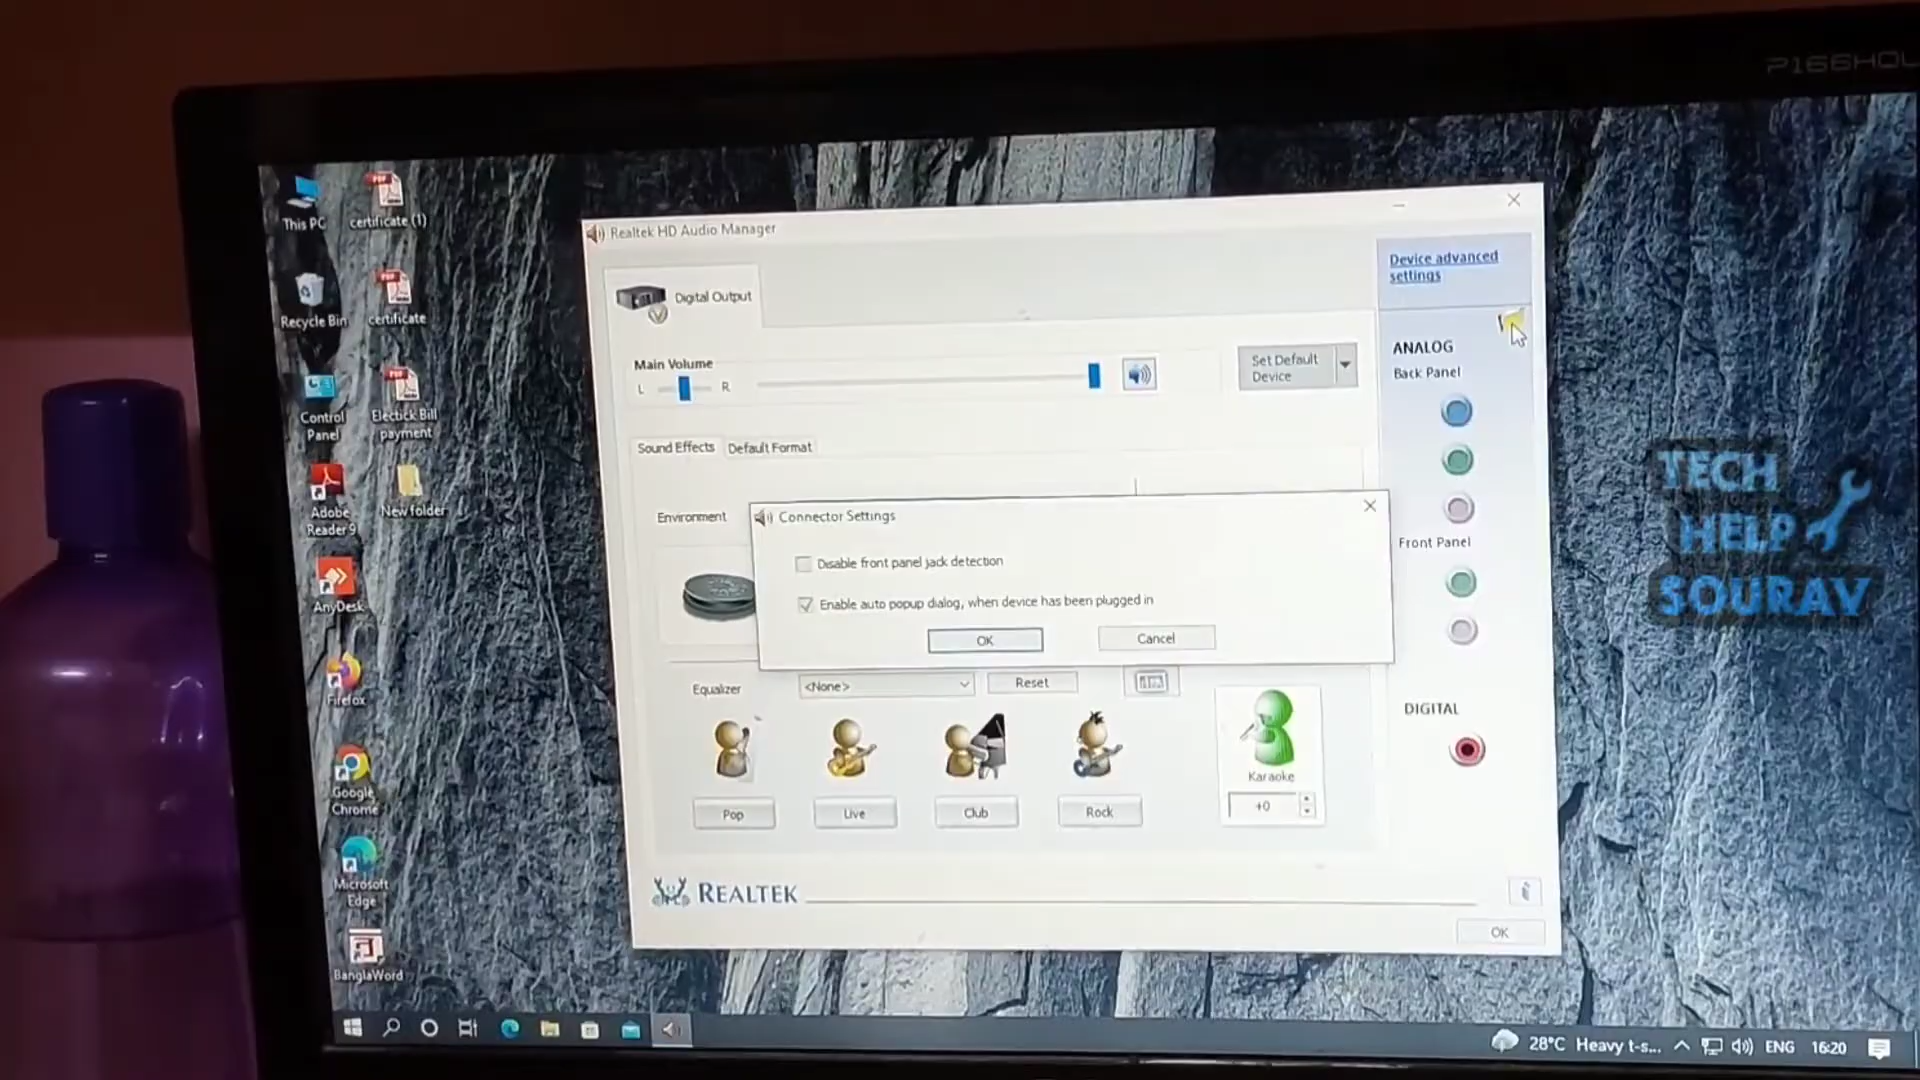 P166HQL
This PC
certificate (1)
Recycle Bin
certificate
Control
Panel
Electick Bill
payment
Adobe
Reader 9
New folder
AnyDesk
Firefox
Google
Chrome
Microsoft
Edge
BanglaWord
Realtek HD Audio Manager
Device advanced
settings
Digital Output
Main Volume
L
R
Set Default
Device
ANALOG
Back Panel
Sound Effects
Default Format
Environment
Connector Settings
Disable front panel jack detection
Enable auto popup dialog, when device has been plugged in
OK
Cancel
Front Panel
Equalizer
<None>
Reset
DIGITAL
Karaoke
Pop
Live
Club
Rock
+0
REALTEK
OK
TECH
HELP
SOURAV
28°C Heavy t-s...
ENG
16:20